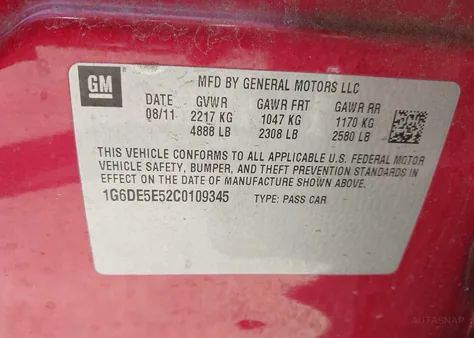 GM
MFD BY GENERAL MOTORS LLC
DATE GVWR GAWR FRT GAWR RR
08/11 2217 KG 1047 KG 1170 KG
4888 LB 2308 LB 2580 LB
THIS VEHICLE CONFORMS TO ALL APPLICABLE U.S. FEDERAL MOTOR
VEHICLE SAFETY, BUMPER, AND THEFT PREVENTION STANDARDS IN
EFFECT ON THE DATE OF MANUFACTURE SHOWN ABOVE.
1G6DE5E52C0109345 TYPE: PASS CAR
AUTASNAP